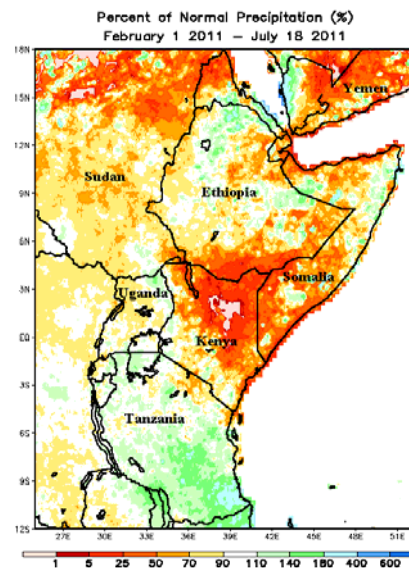 Percent of Normal Precipitation (%)
February 1 2011 – July 18 2011
18N
Yemen
15N
12N
Sudan
Ethiopia
9N
6N
Somalia
3N
Uganda
EQ
Kenya
3S
Tanzania
6S
9S
12S
27E 30E 33E 36E 39E 42E 45E 48E 51E
1 5 25 50 70 90 110 140 180 400 600